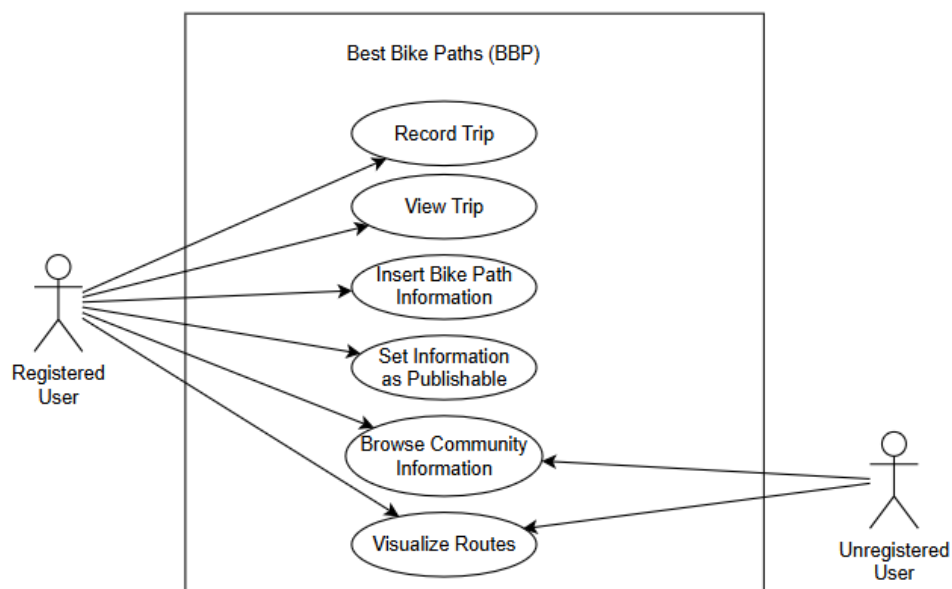 Best Bike Paths (BBP)
Record Trip
View Trip
Insert Bike Path
Information
Set Information
as Publishable
Browse Community
Information
Visualize Routes
Registered
User
Unregistered
User